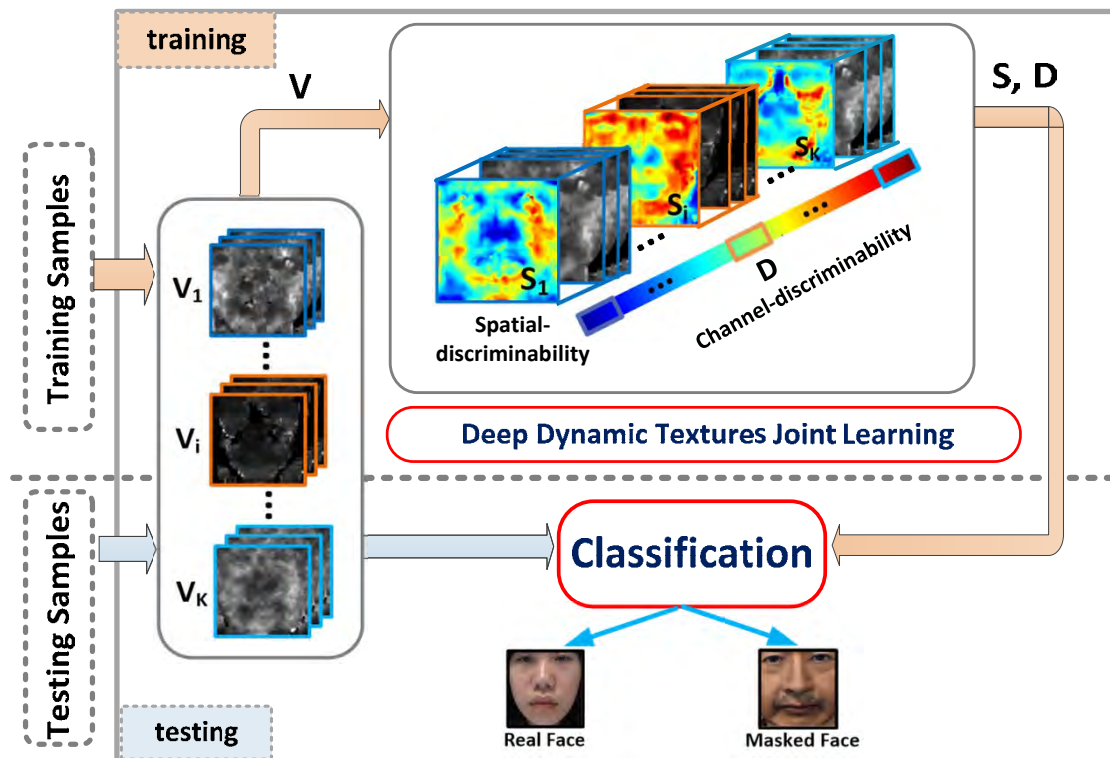 training
V
S, D
Training Samples
V1
Vi
VK
S1
Si
SK
D
Spatial-
discriminability
Channel-discriminability
Deep Dynamic Textures Joint Learning
Testing Samples
Classification
Real Face
Masked Face
testing